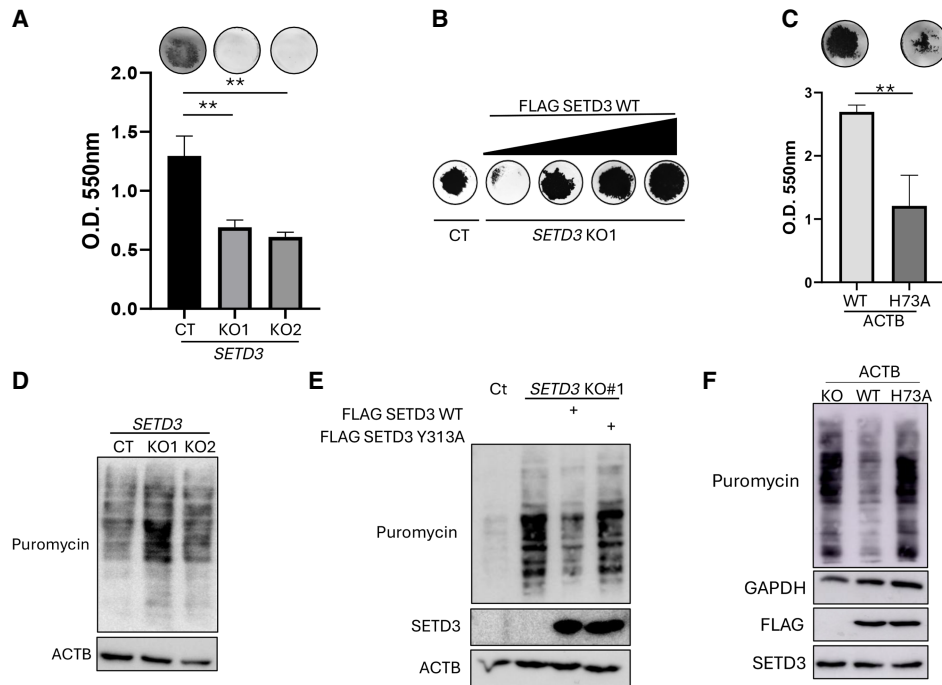 A
**
**
2.0
1.5
1.0
0.5
0.0
O.D. 550nm
CT KO1 KO2
SETD3
B
FLAG SETD3 WT
CT SETD3 KO1
C
**
3
2
1
0
O.D. 550nm
WT H73A
ACTB
D
SETD3
CT KO1 KO2
Puromycin
ACTB
E
Ct SETD3 KO#1
FLAG SETD3 WT +
FLAG SETD3 Y313A +
Puromycin
SETD3
ACTB
F
ACTB
KO WT H73A
Puromycin
GAPDH
FLAG
SETD3